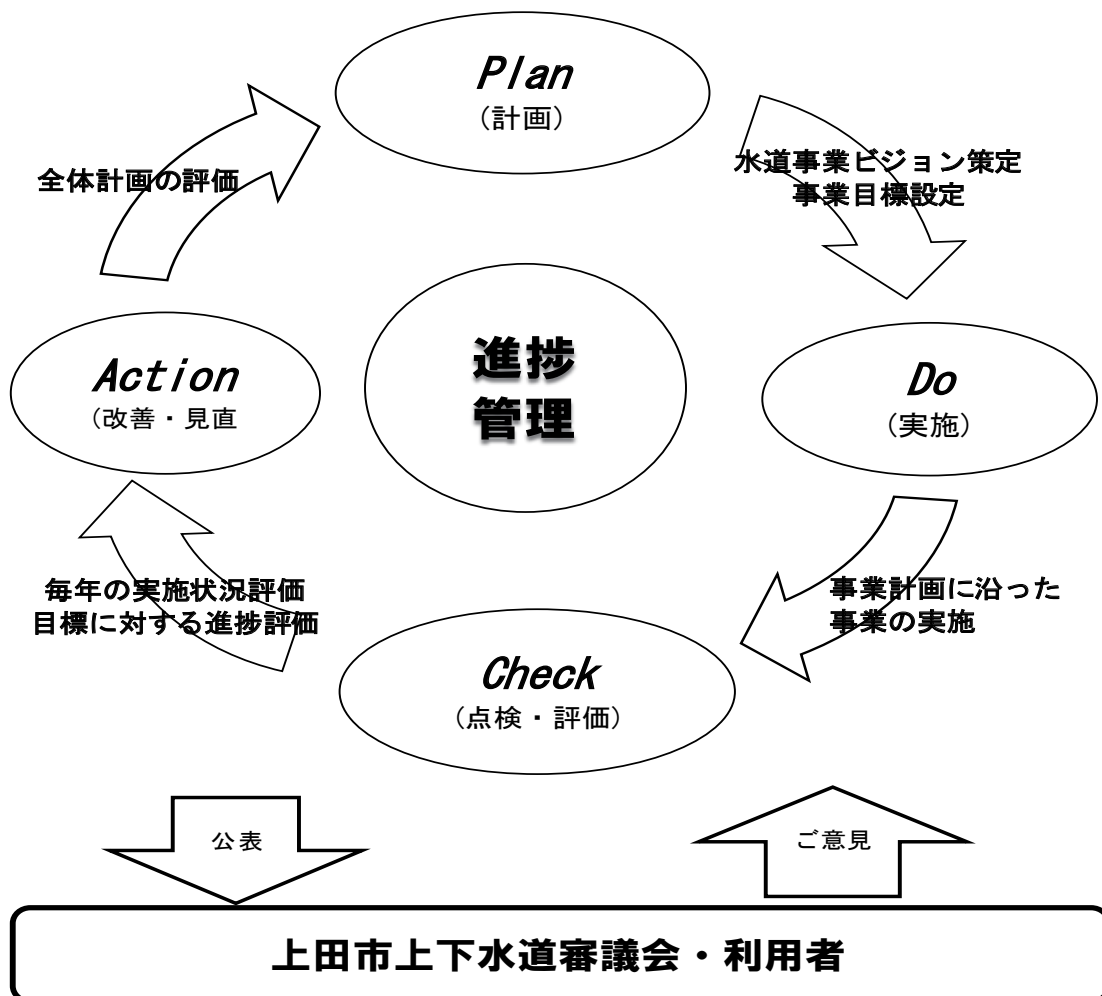 Plan
(計画)
全体計画の評価
水道事業ビジョン策定
事業目標設定
Action
(改善・見直
進捗
管理
Do
(実施)
毎年の実施状況評価
目標に対する進捗評価
事業計画に沿った
事業の実施
Check
(点検・評価)
公表
ご意見
上田市上下水道審議会・利用者